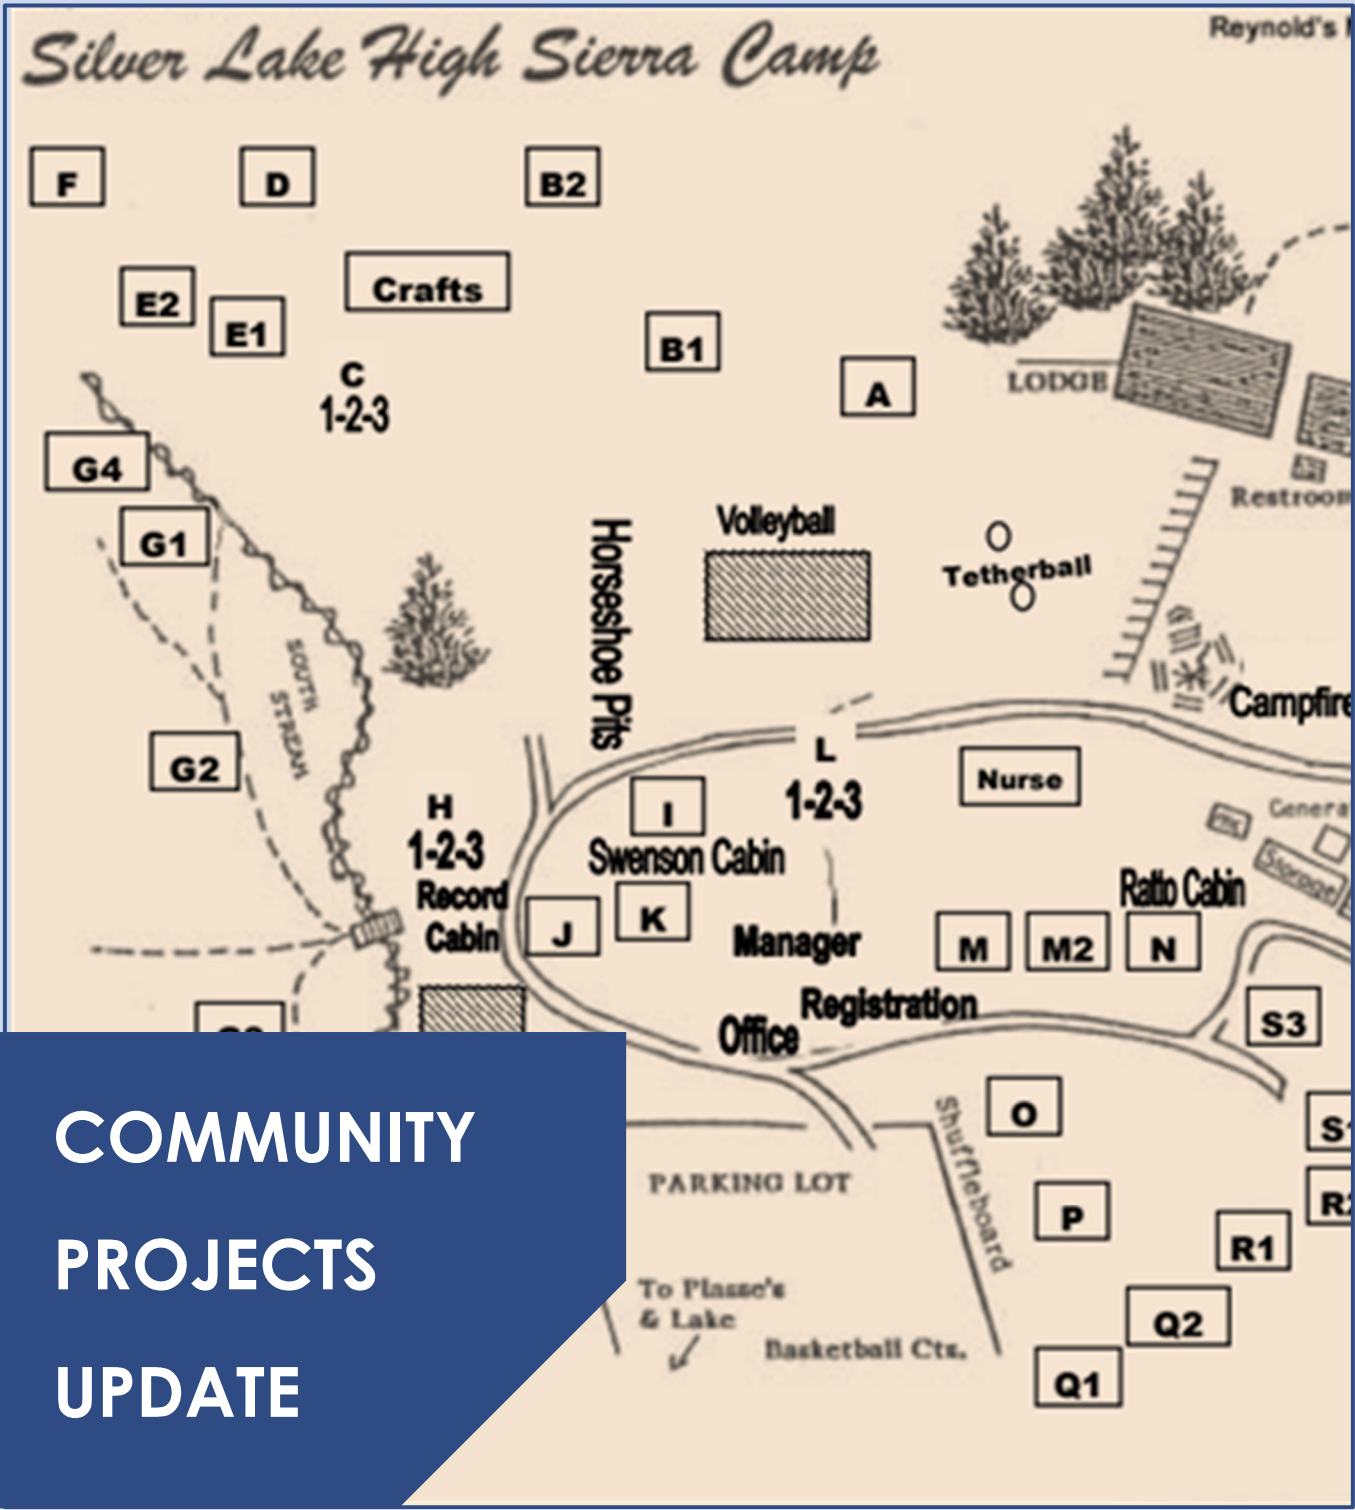 Silver Lake High Sierra Camp
Reynold's
F
D
B2
E2
E1
Crafts
B1
A
C
1-2-3
LODGE
G4
G1
Restroom
Volleyball
Horseshoe Pits
Tetherball
SOUTH
STREAM
Campfire
G2
L
1-2-3
Nurse
H
1-2-3
I
Swenson Cabin
Genera
Storage
Record
Cabin
J
K
Ratto Cabin
Manager
M
M2
N
Registration
Office
S3
O
Shuffleboard
PARKING LOT
P
R1
To Plasse's
& Lake
Basketball Cts.
Q2
Q1
COMMUNITY
PROJECTS
UPDATE